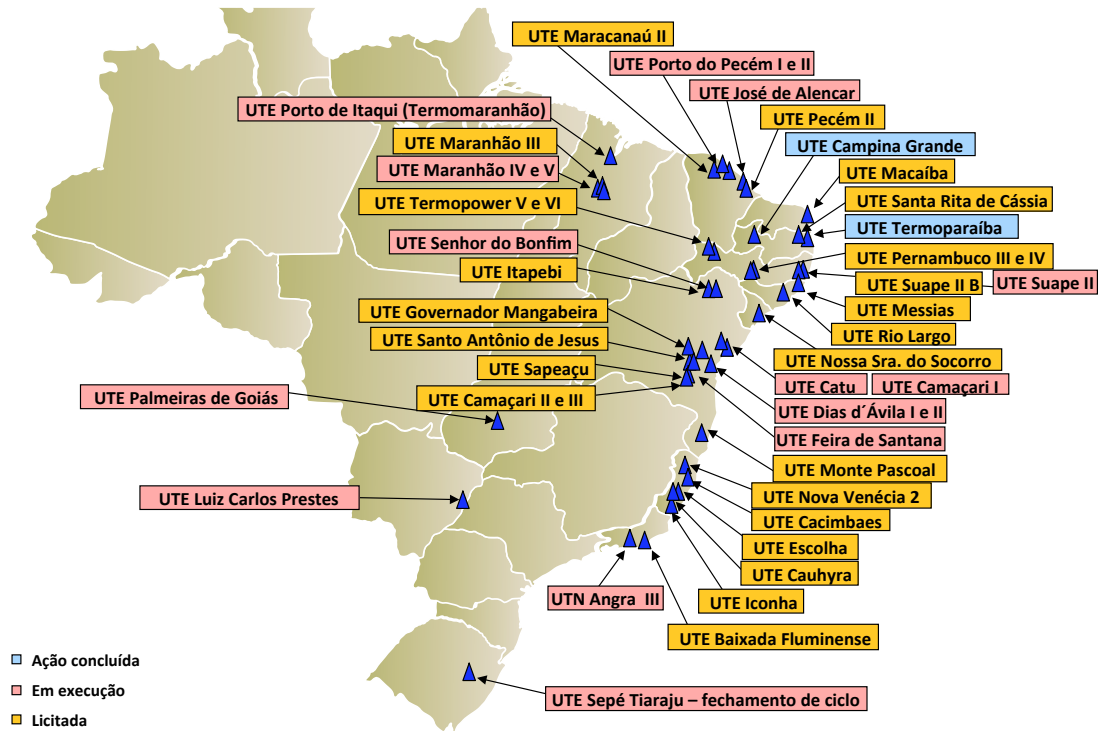 UTE Maracanaú II
UTE Porto do Pecém I e II
UTE José de Alencar
UTE Porto de Itaqui (Termomaranhão)
UTE Pecém II
UTE Maranhão III
UTE Campina Grande
UTE Maranhão IV e V
UTE Macaíba
UTE Termopower V e VI
UTE Santa Rita de Cássia
UTE Termoparaíba
UTE Senhor do Bonfim
UTE Pernambuco III e IV
UTE Itapebi
UTE Suape II B
UTE Suape II
UTE Messias
UTE Governador Mangabeira
UTE Rio Largo
UTE Santo Antônio de Jesus
UTE Nossa Sra. do Socorro
UTE Sapeaçu
UTE Catu
UTE Camaçari I
UTE Palmeiras de Goiás
UTE Camaçari II e III
UTE Dias d´Ávila I e II
UTE Feira de Santana
UTE Monte Pascoal
UTE Luiz Carlos Prestes
UTE Nova Venécia 2
UTE Cacimbaes
UTE Escolha
UTE Cauhyra
UTN Angra III
UTE Iconha
UTE Baixada Fluminense
Ação concluída
Em execução
UTE Sepé Tiaraju – fechamento de ciclo
Licitada